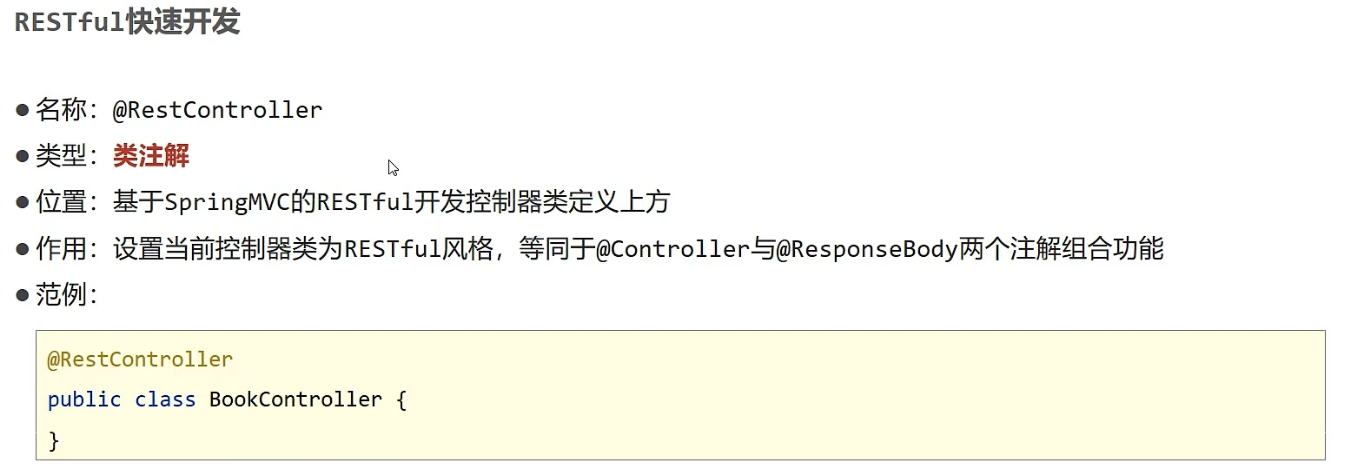 RESTful快速开发
● 名称：@RestController
● 类型：类注解
● 位置：基于SpringMVC的RESTful开发控制器类定义上方
● 作用：设置当前控制器类为RESTful风格，等同于@Controller与@ResponseBody两个注解组合功能
● 范例：
@RestController
public class BookController {
}